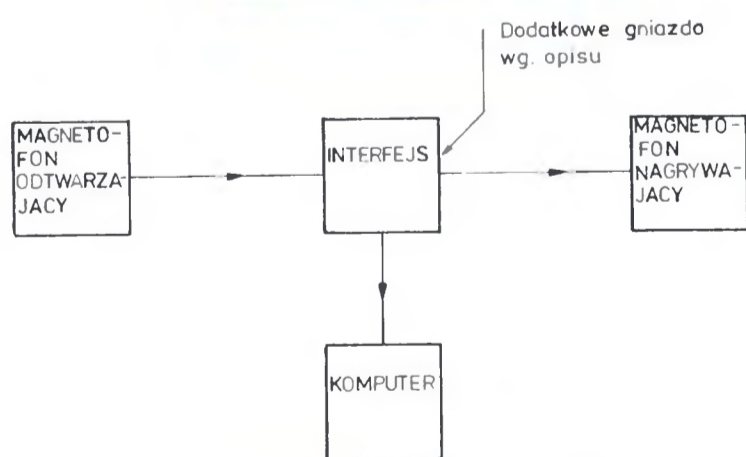 Dodatkowe gniazdo
wg. opisu
MAGNETO-
FON
ODTWARZA-
JACY
INTERFEJS
MAGNETO-
FON
NAGRYWA-
JACY
KOMPUTER